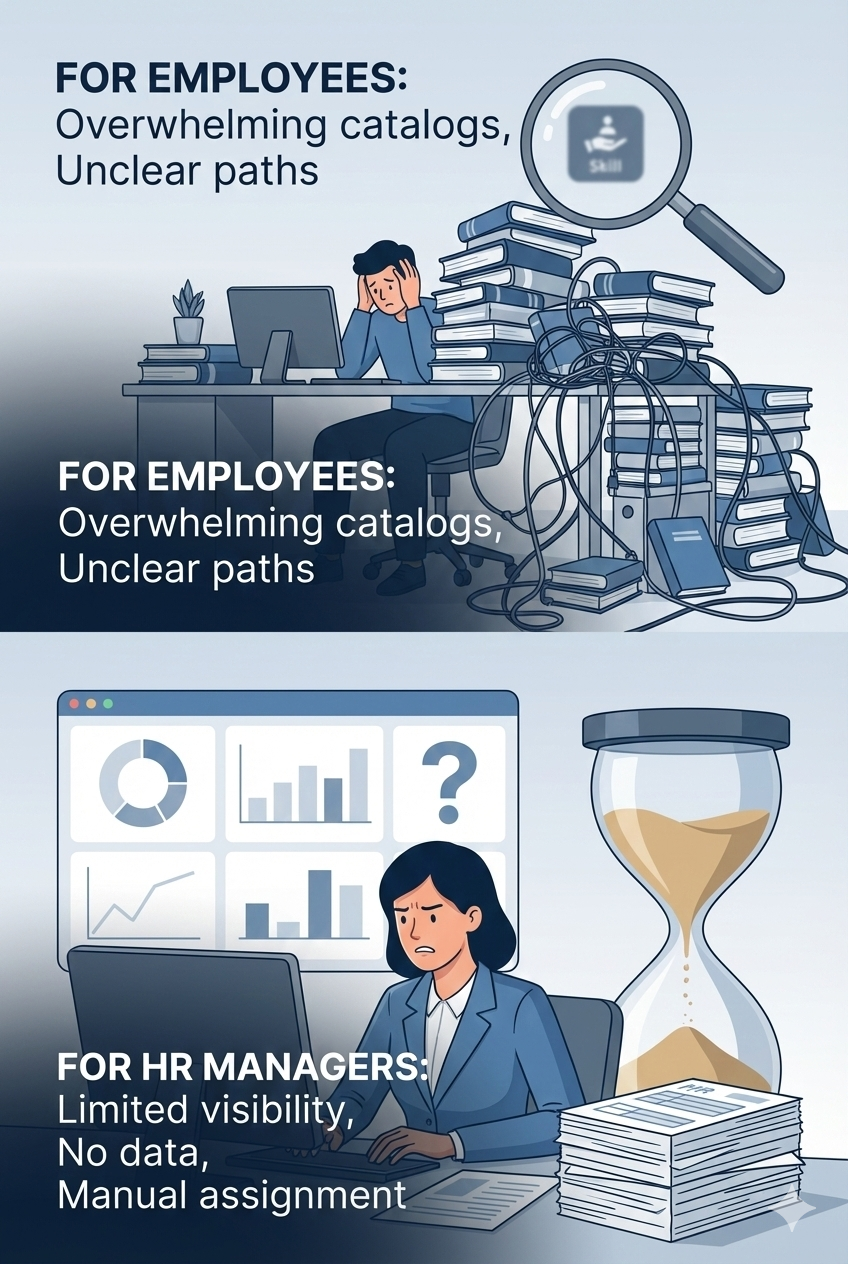 FOR EMPLOYEES:
Overwhelming catalogs,
Unclear paths
Skill
FOR EMPLOYEES:
Overwhelming catalogs,
Unclear paths
?
FOR HR MANAGERS:
Limited visibility,
No data,
Manual assignment
HR